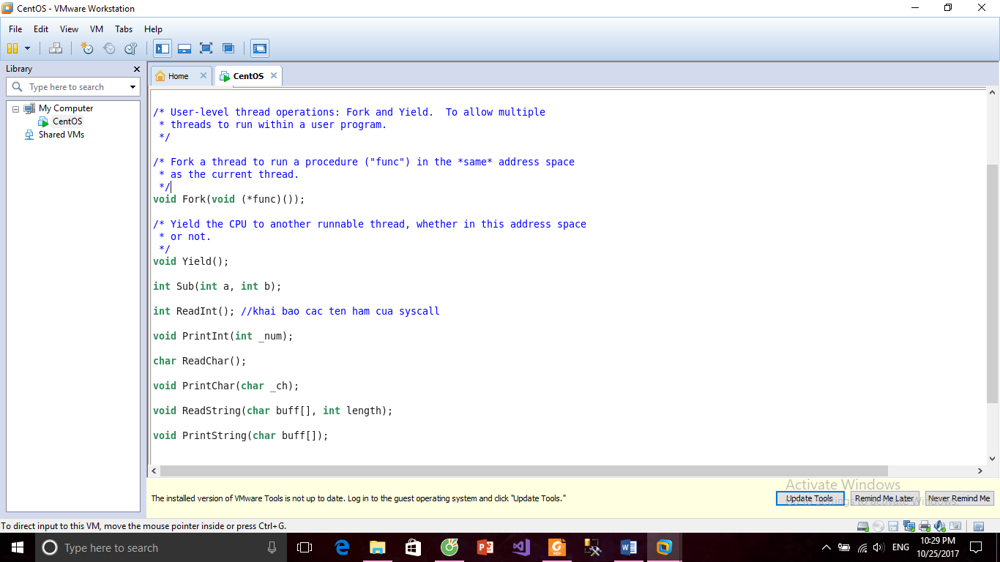 CentOS - VMware Workstation
File Edit View VM Tabs Help
Library
Type here to search
My Computer
CentOS
Shared VMs
Home CentOS
/* User-level thread operations: Fork and Yield.  To allow multiple
 * threads to run within a user program.
 */
/* Fork a thread to run a procedure ("func") in the *same* address space
 * as the current thread.
 */
void Fork(void (*func)());
/* Yield the CPU to another runnable thread, whether in this address space
 * or not.
 */
void Yield();
int Sub(int a, int b);
int ReadInt(); //khai bao cac ten ham cua syscall
void PrintInt(int _num);
char ReadChar();
void PrintChar(char _ch);
void ReadString(char buff[], int length);
void PrintString(char buff[]);
Activate Windows
The installed version of VMware Tools is not up to date. Log in to the guest operating system and click "Update Tools."
Update Tools Remind Me Later Never Remind Me
To direct input to this VM, move the mouse pointer inside or press Ctrl+G.
Type here to search
ENG
10:29 PM
10/25/2017